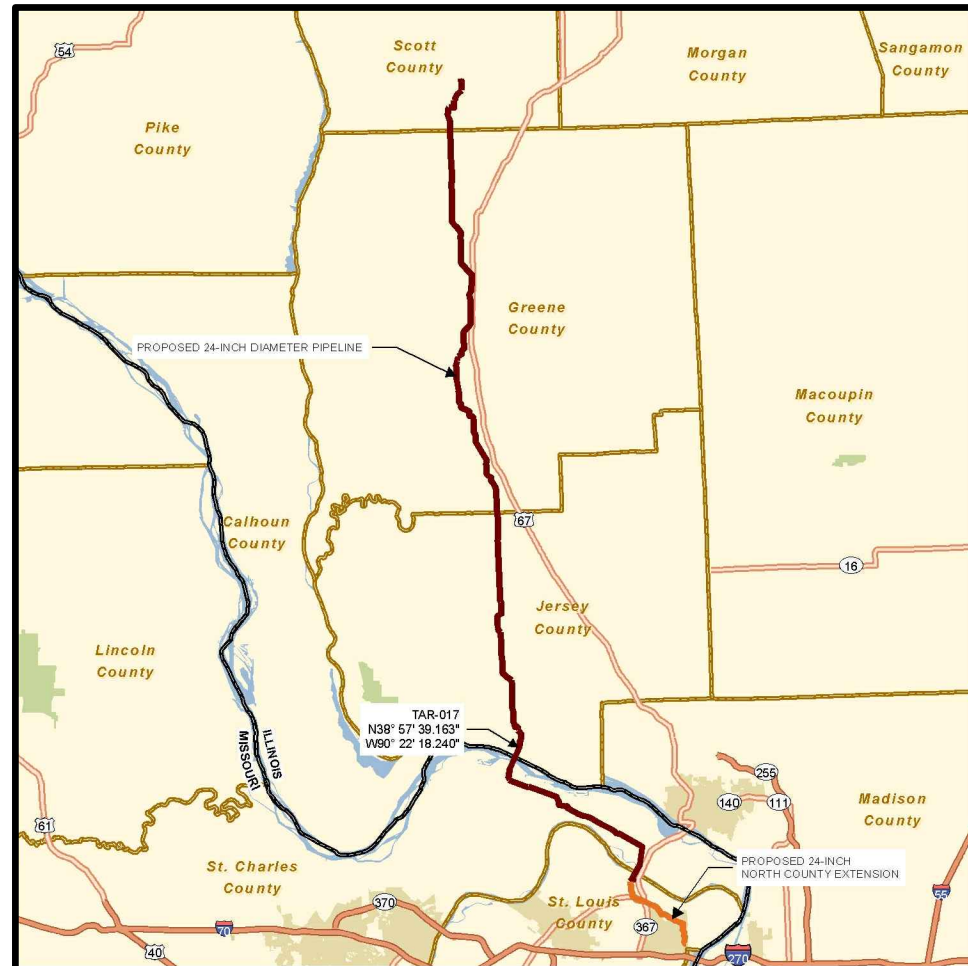 54
Scott
County
Morgan
County
Sangamon
County
Pike
County
Greene
County
PROPOSED 24-INCH DIAMETER PIPELINE
Macoupin
County
67
Calhoun
County
16
Jersey
County
Lincoln
County
TAR-017
N38° 57' 39.163"
W90° 22' 18.240"
ILLINOIS
MISSOURI
255
140
111
Madison
County
61
St. Charles
County
PROPOSED 24-INCH
NORTH COUNTY EXTENSION
370
St. Louis
County
55
70
367
40
270